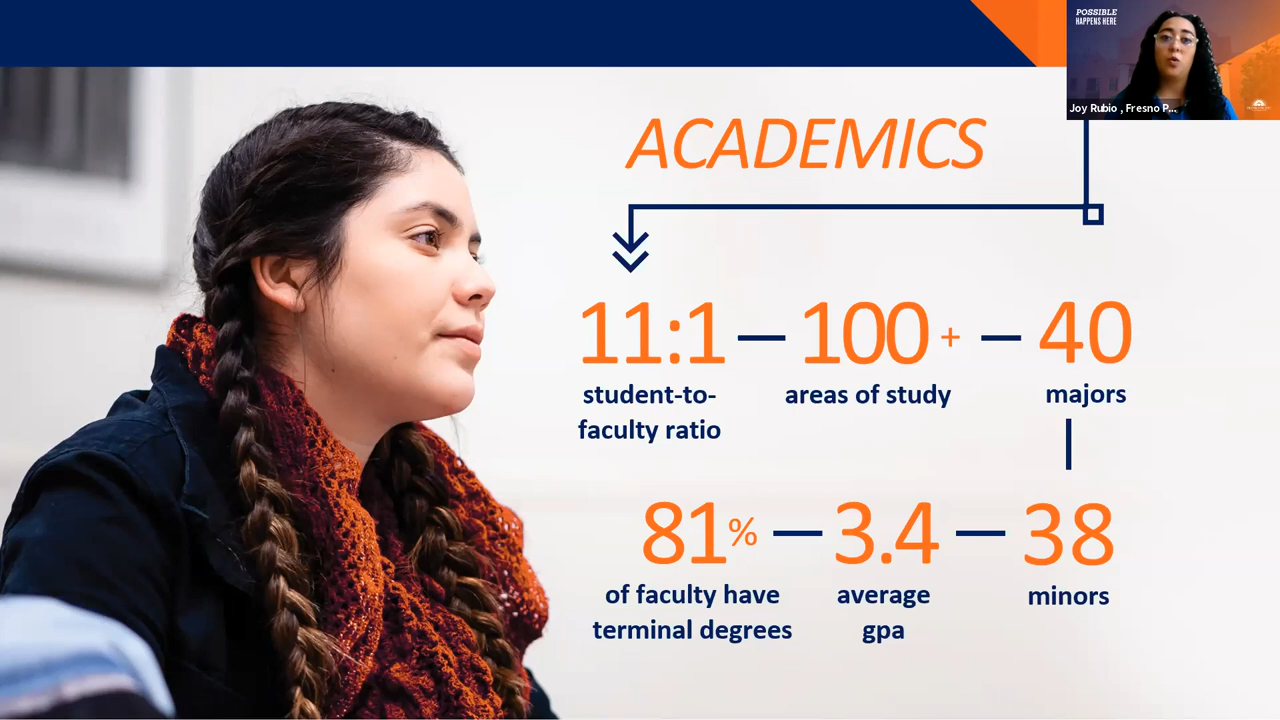 POSSIBLE
HAPPENS HERE
Joy Rubio , Fresno P...
ACADEMICS
11:1
student-to-
faculty ratio
100 +
areas of study
40
majors
81%
of faculty have
terminal degrees
3.4
average
gpa
38
minors